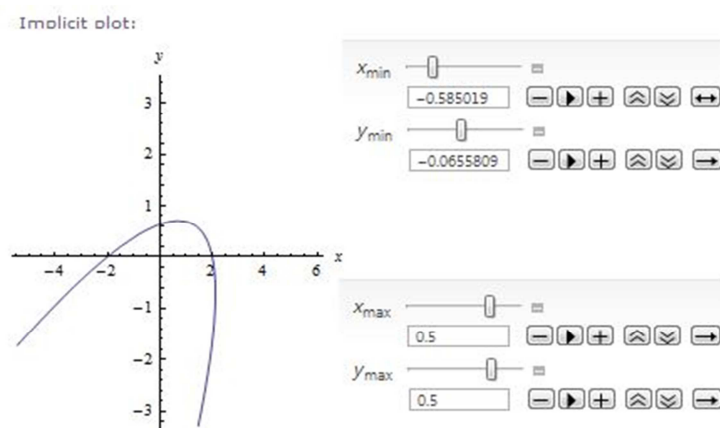 Implicit plot:
y
3
2
1
-4 -2 2 4 6 x
-1
-2
-3
xmin
-0.585019
ymin
-0.0655809
xmax
0.5
ymax
0.5